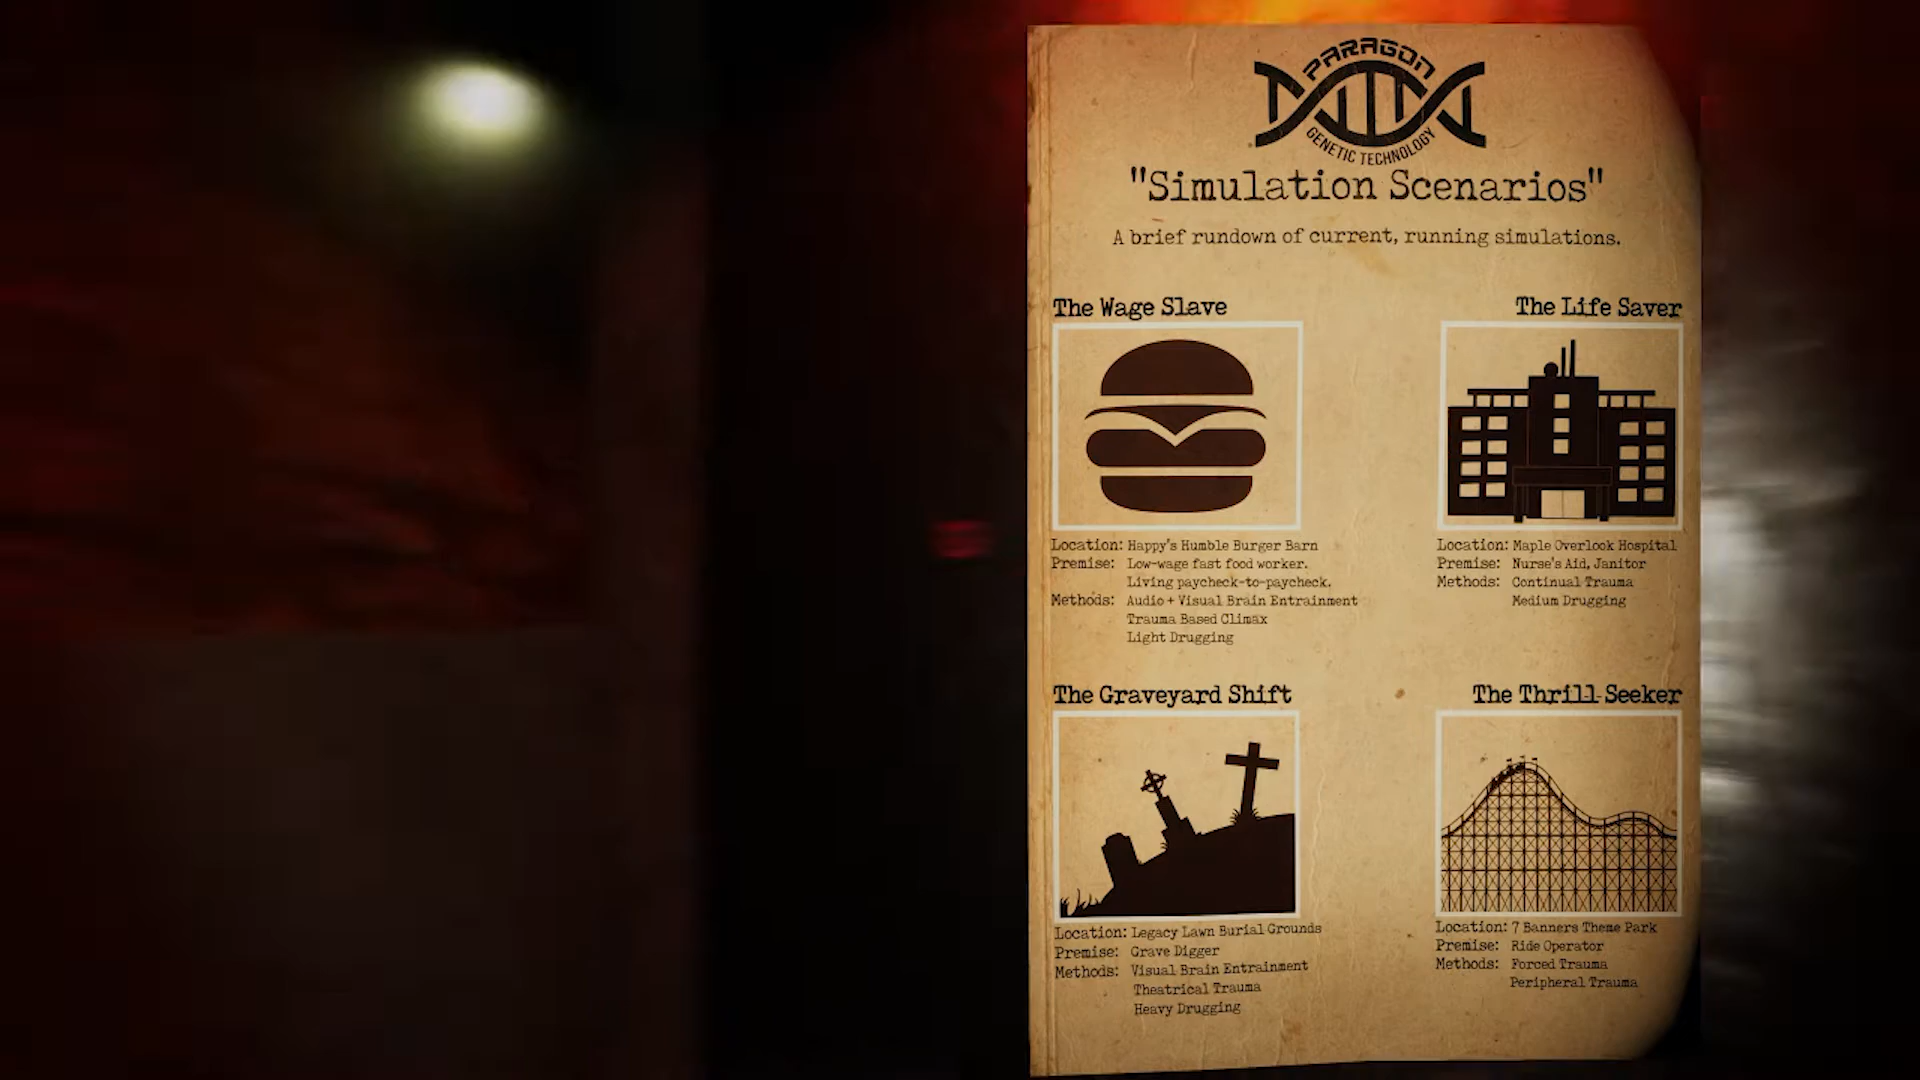 PARAGON
GENETIC TECHNOLOGY
"Simulation Scenarios"
A brief rundown of current, running simulations.
The Wage Slave
Location: Happy's Humble Burger Barn
Premise: Low-wage fast food worker.
Living paycheck-to-paycheck.
Methods: Audio + Visual Brain Entrainment
Trauma Based Climax
Light Drugging
The Life Saver
Location: Maple Overlook Hospital
Premise: Nurse's Aid, Janitor
Methods: Continual Trauma
Medium Drugging
The Graveyard Shift
Location: Legacy Lawn Burial Grounds
Premise: Grave Digger
Methods: Visual Brain Entrainment
Theatrical Trauma
Heavy Drugging
The Thrill Seeker
Location: 7 Banners Theme Park
Premise: Ride Operator
Methods: Forced Trauma
Peripheral Trauma